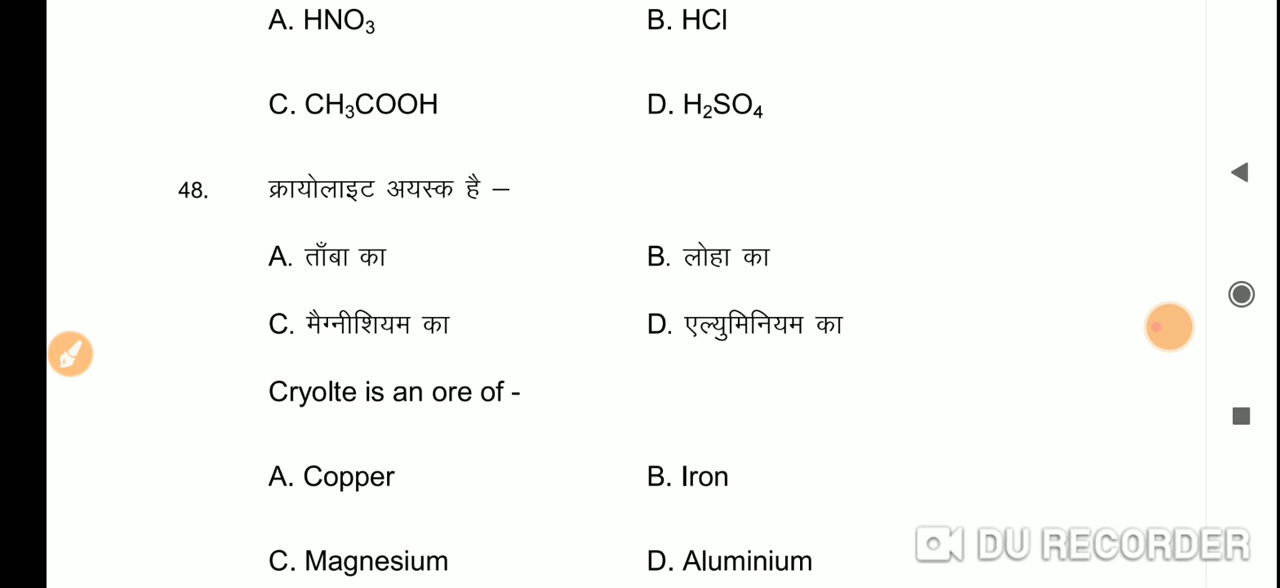 A. HNO₃ B. HCl
C. CH₃COOH D. H₂SO₄
48. क्रायोलाइट अयस्क है –
A. ताँबा का B. लोहा का
C. मैग्नीशियम का D. एल्युमिनियम का
Cryolte is an ore of -
A. Copper B. Iron
C. Magnesium D. Aluminium
DU RECORDER